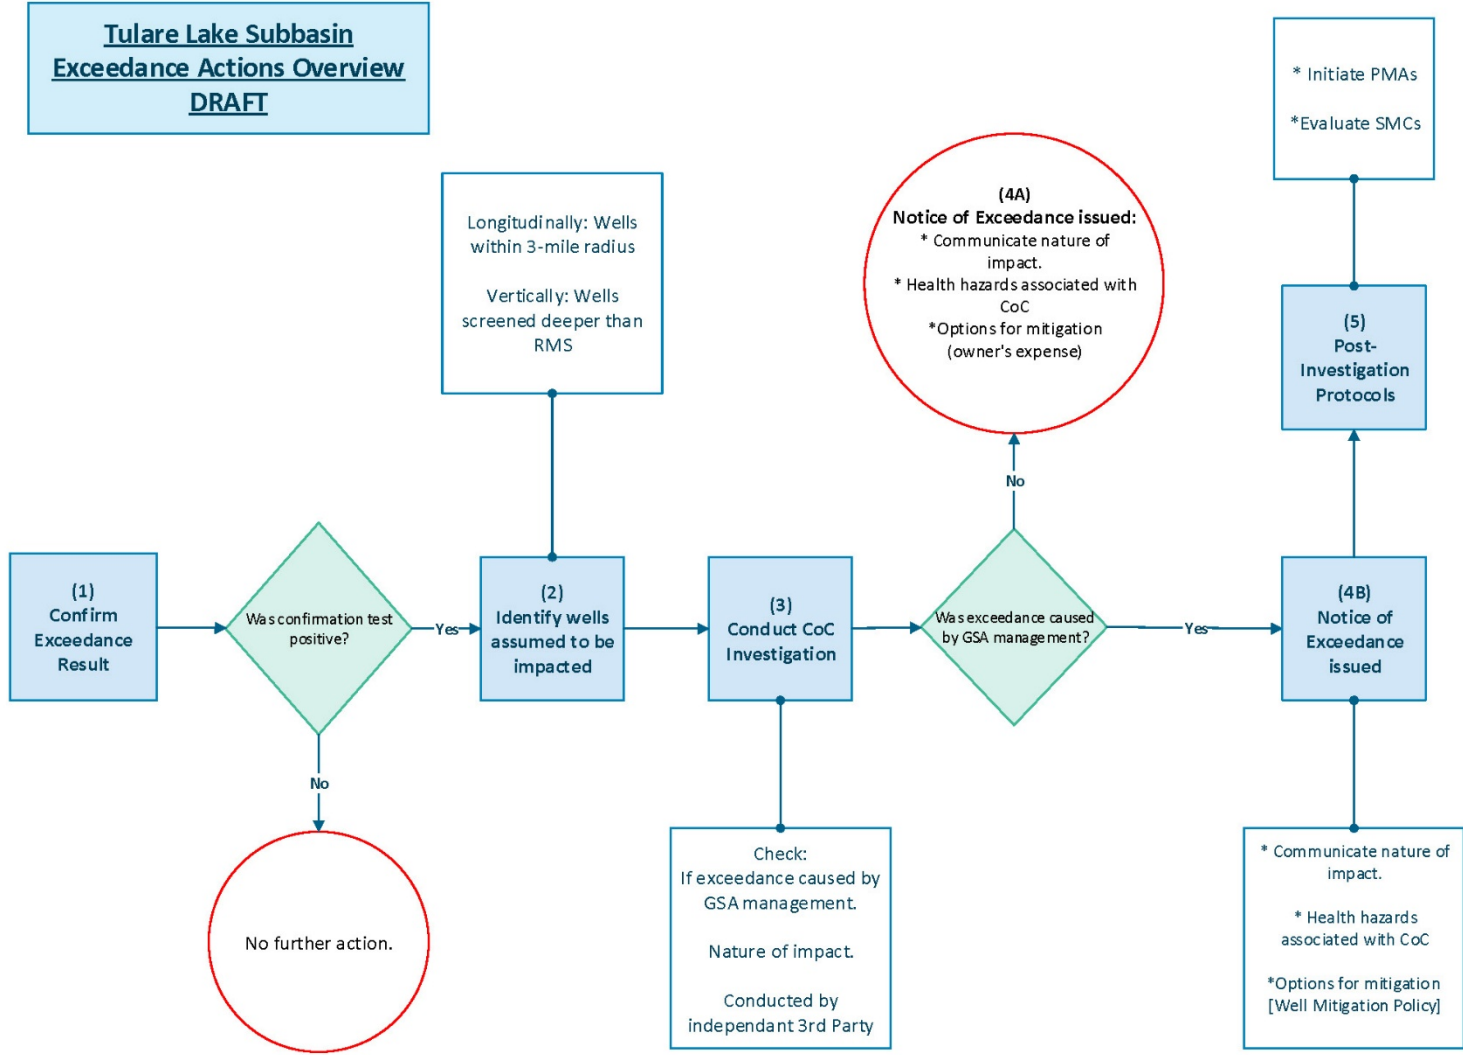 Tulare Lake Subbasin
Exceedance Actions Overview
DRAFT
* Initiate PMAs
*Evaluate SMCs
Longitudinally: Wells
within 3-mile radius
Vertically: Wells
screened deeper than
RMS
(4A)
Notice of Exceedance issued:
* Communicate nature of
impact.
* Health hazards associated with
CoC
*Options for mitigation
(owner's expense)
(5)
Post-
Investigation
Protocols
No
(1)
Confirm
Exceedance
Result
Was confirmation test
positive?
Yes
(2)
Identify wells
assumed to be
impacted
(3)
Conduct CoC
Investigation
Was exceedance caused
by GSA management?
Yes
(4B)
Notice of
Exceedance
issued
No
No further action.
Check:
If exceedance caused by
GSA management.
Nature of impact.
Conducted by
independant 3rd Party
* Communicate nature of
impact.
* Health hazards
associated with CoC
*Options for mitigation
[Well Mitigation Policy]